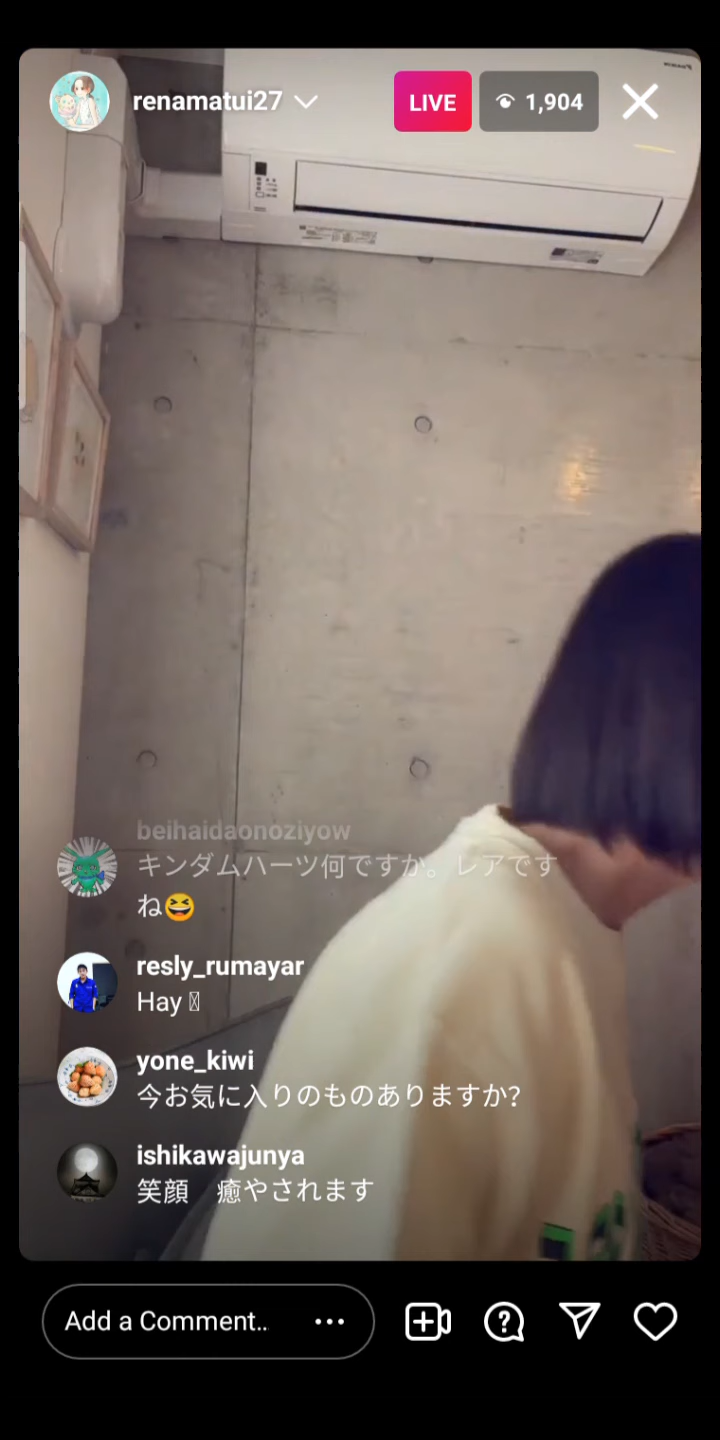 renamatui27
LIVE
1,904
beihaidaonoziyow
キンダムハーツ何ですか。レアです
ね😆
resly_rumayar
Hay
yone_kiwi
今お気に入りのものありますか?
ishikawajunya
笑顔　癒やされます
Add a Comment..